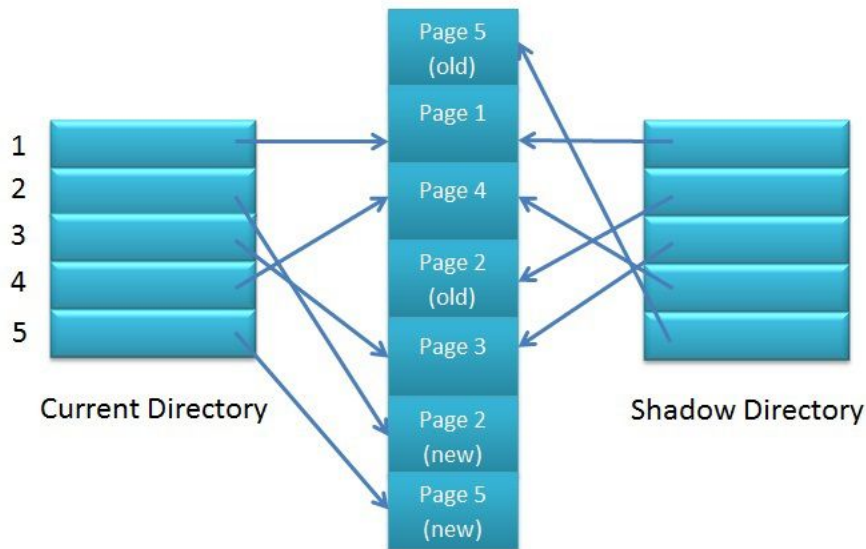 1
2
3
4
5
Current Directory
Page 5
(old)
Page 1
Page 4
Page 2
(old)
Page 3
Page 2
(new)
Page 5
(new)
Shadow Directory